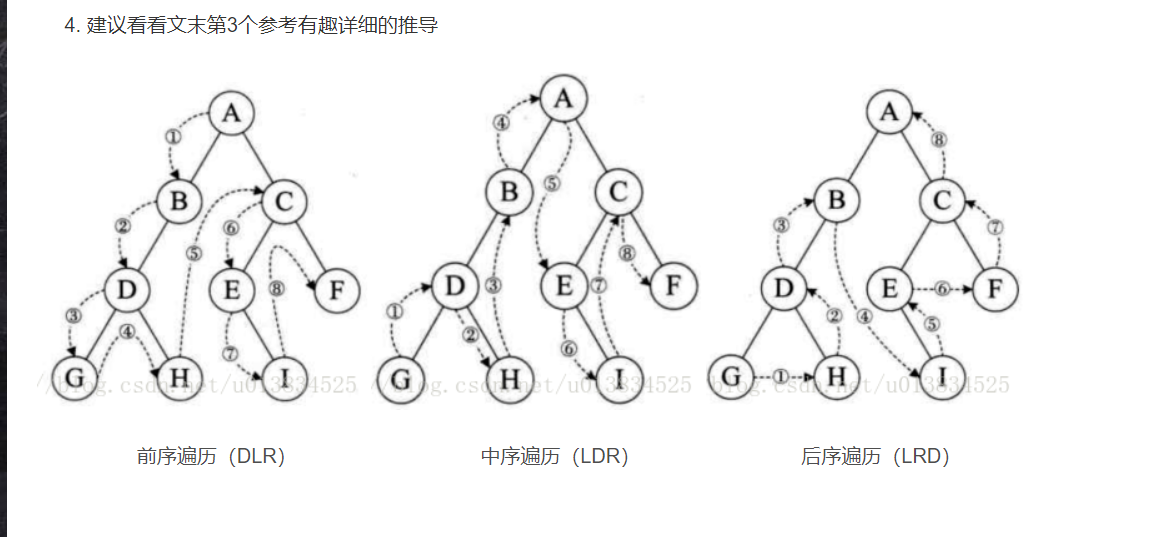 4. 建议看看文末第3个参考有趣详细的推导
A A A
① ④ ⑧
B C B ⑤ C B C
② ⑤ ⑥ ⑧ ③ ⑦
D E ⑧ F D ③ E ⑦ F D E ⑥ F
③ ④ ⑦ ① ② ⑥ ② ④ ⑤
G H I G H I G ① H I
//blog.csdn.net/u013834525 //blog.csdn.net/u013834525 blog.csdn.net/u013834525
前序遍历（DLR） 中序遍历（LDR） 后序遍历（LRD）